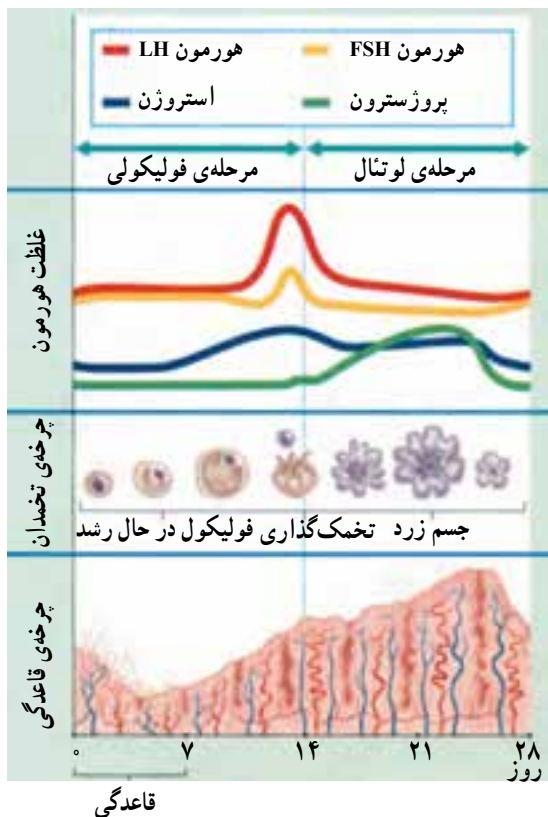 هورمون LH هورمون FSH
استروژن پروژسترون
مرحله‌ی فولیکولی مرحله‌ی لوتئال
غلظت هورمون
چرخه‌ی تخمدان
فولیکول در حال رشد تخمک‌گذاری جسم زرد
چرخه‌ی قاعدگی
۰ ۷ ۱۴ ۲۱ ۲۸
روز
قاعدگی